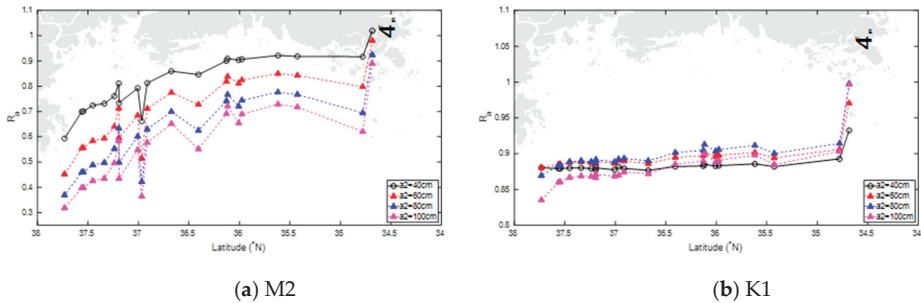 1.1
1
0.9
0.8
0.7
0.6
0.5
0.4
0.3
Ra
38
37.5
37
36.5
36
35.5
35
34.5
34
Latitude (°N)
a2=40cm
a2=60cm
a2=80cm
a2=100cm
4
(a) M2
1.1
1.05
1
0.95
0.9
0.85
0.8
Ra
38
37.5
37
36.5
36
35.5
35
34.5
34
Latitude (°N)
a2=40cm
a2=60cm
a2=80cm
a2=100cm
4
(b) K1